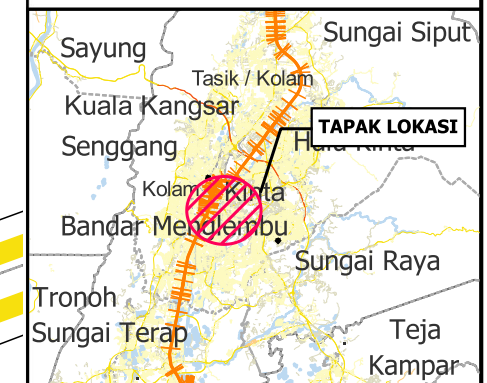 Sungai Siput
Sayung
Tasik / Kolam
Kuala Kangsar
TAPAK LOKASI
Senggang
Hulu Kinta
Kolam
Kinta
Bandar Menglembu
Sungai Raya
Tronoh
Sungai Terap
Teja
Kampar